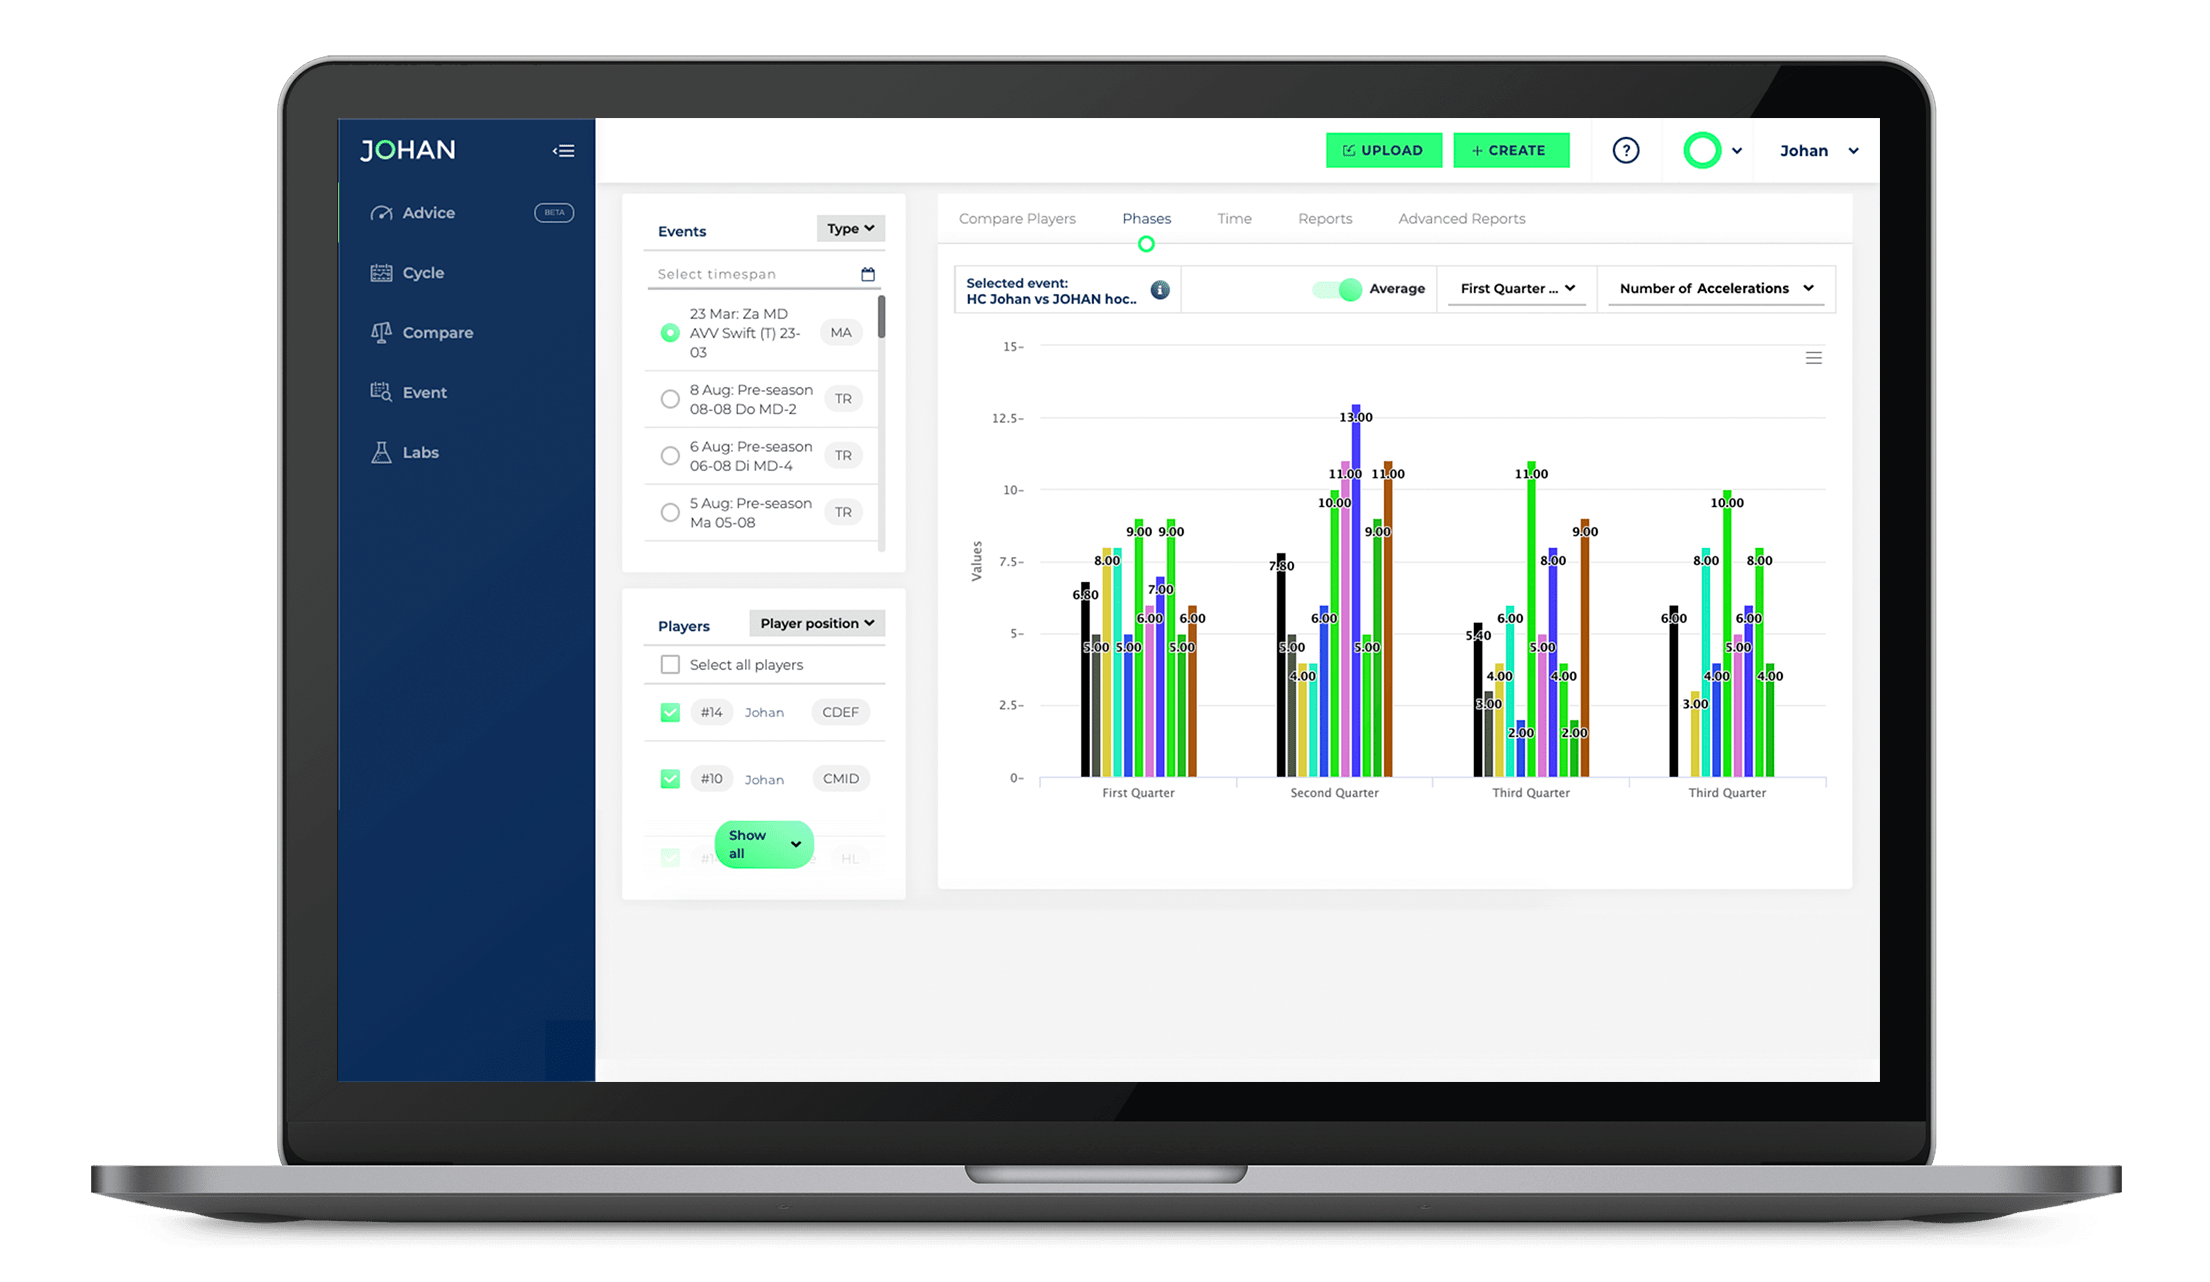 JOHAN
Advice
BETA
Cycle
Compare
Event
Labs
UPLOAD
+ CREATE
?
Johan
Events
Type
Select timespan
23 Mar: Za MD
AVV Swift (T) 23-
03
MA
8 Aug: Pre-season
08-08 Do MD-2
TR
6 Aug: Pre-season
06-08 Di MD-4
TR
5 Aug: Pre-season
Ma 05-08
TR
Players
Player position
Select all players
#14
Johan
CDEF
#10
Johan
CMID
Show
all
HL
Compare Players
Phases
Time
Reports
Advanced Reports
Selected event:
HC Johan vs JOHAN hoc..
i
Average
First Quarter ...
Number of Accelerations
Values
15
12.5
10
7.5
5
2.5
0
6.80
5.00
8.00
5.00
9.00
6.00
7.00
9.00
5.00
6.00
7.80
5.00
4.00
6.00
10.00
11.00
13.00
5.00
9.00
11.00
5.40
3.00
4.00
6.00
2.00
11.00
5.00
8.00
4.00
2.00
9.00
6.00
3.00
8.00
4.00
10.00
5.00
6.00
8.00
4.00
First Quarter
Second Quarter
Third Quarter
Third Quarter